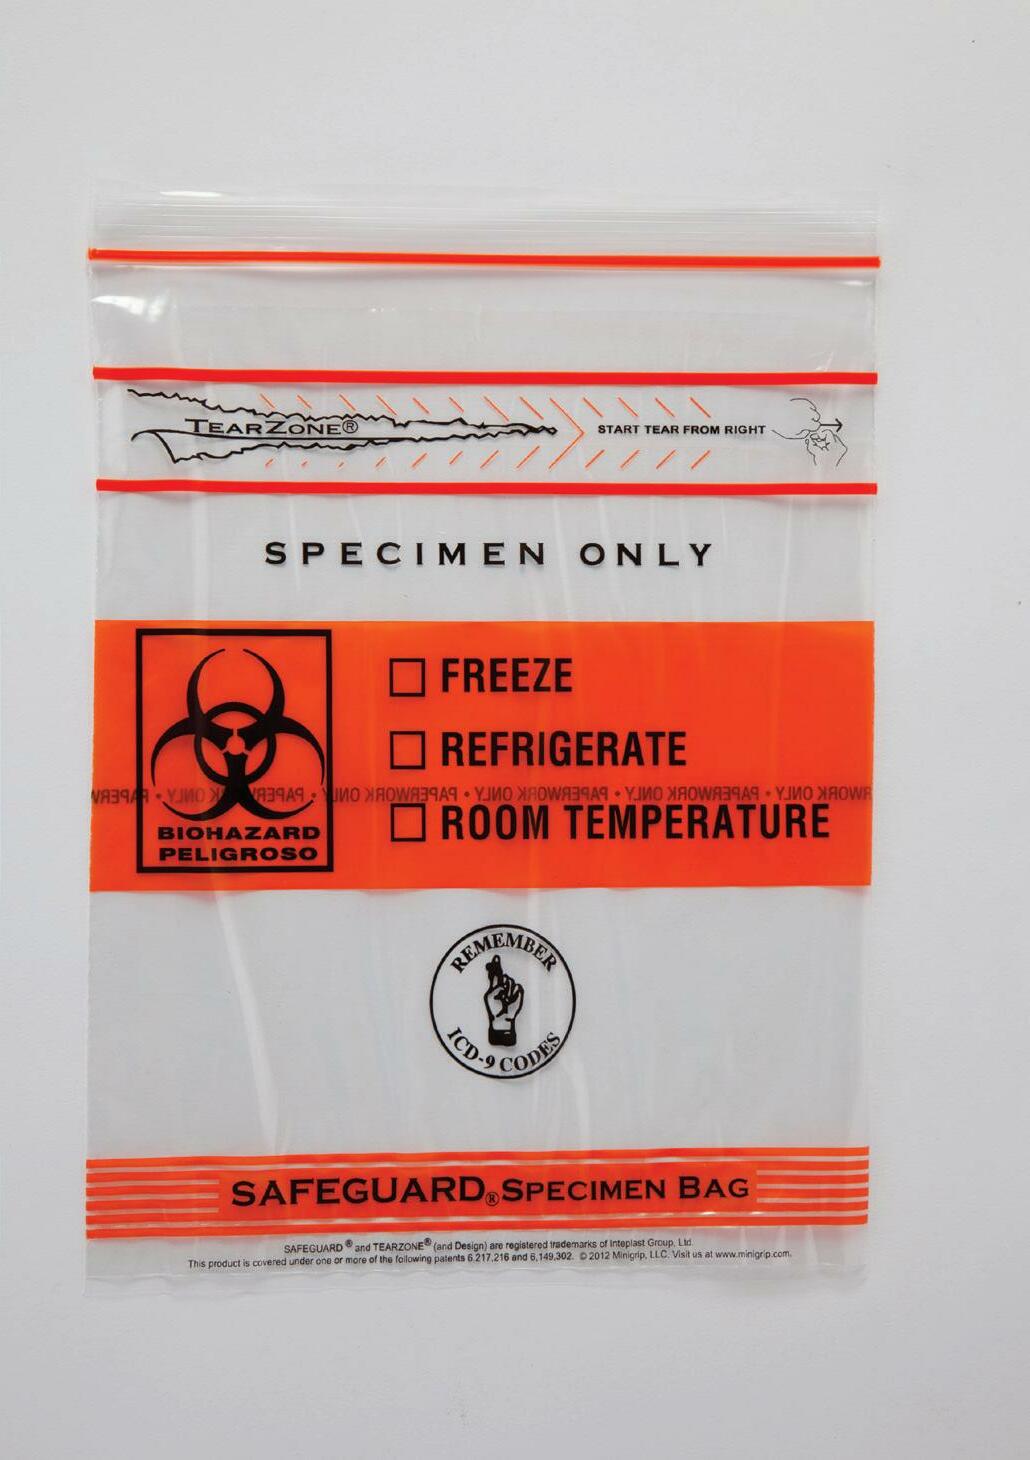 TEARZONE®
START TEAR FROM RIGHT
SPECIMEN ONLY
FREEZE
REFRIGERATE
PAPERWORK ONLY • PAPERWORK ONLY • PAPERWORK ONLY • PAPERWORK ONLY • PAPERWORK
ROOM TEMPERATURE
BIOHAZARD
PELIGROSO
REMEMBER
ICD-9 CODES
SAFEGUARD® SPECIMEN BAG
SAFEGUARD ® and TEARZONE® (and Design) are registered trademarks of Inteplast Group, Ltd.
This product is covered under one or more of the following patents 6,217,216 and 6,149,302. © 2012 Minigrip, LLC. Visit us at www.minigrip.com.